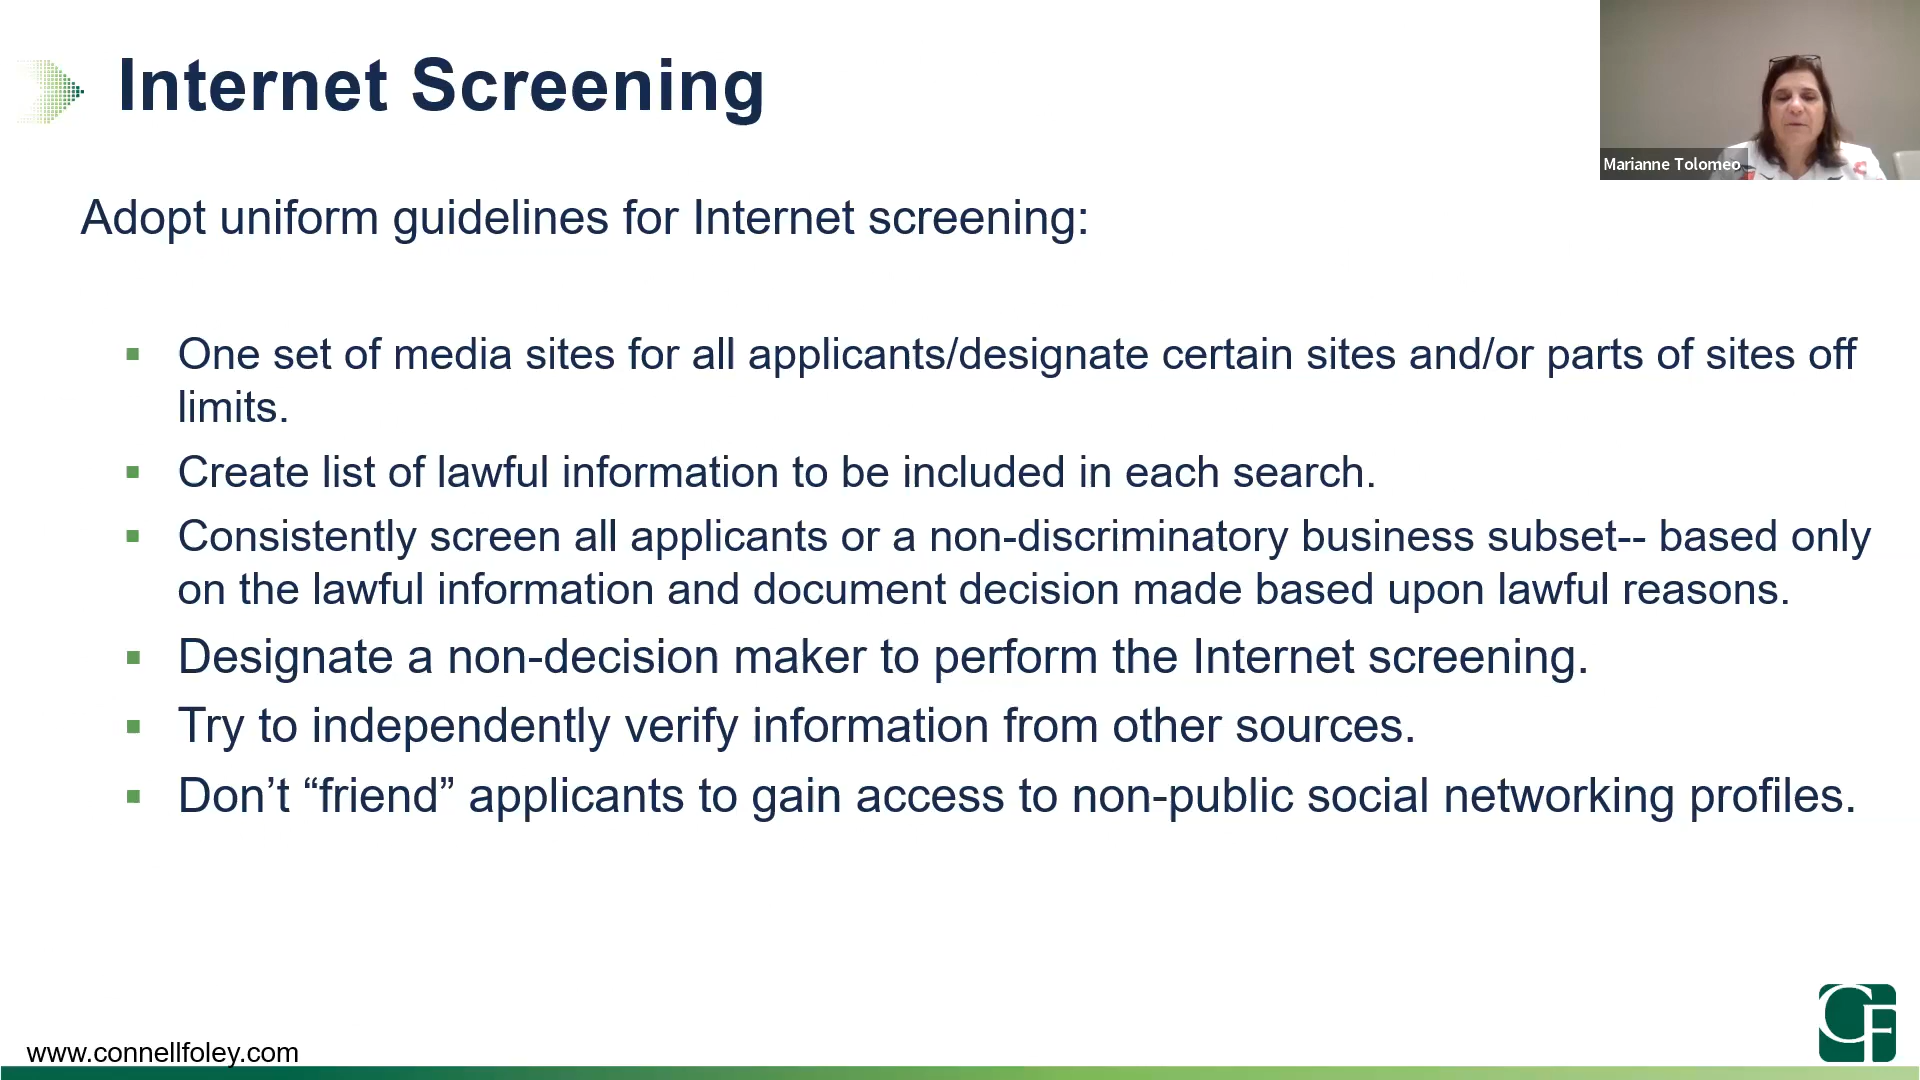 Internet Screening
Marianne Tolomeo
Adopt uniform guidelines for Internet screening:
▪ One set of media sites for all applicants/designate certain sites and/or parts of sites off
limits.
▪ Create list of lawful information to be included in each search.
▪ Consistently screen all applicants or a non-discriminatory business subset-- based only
on the lawful information and document decision made based upon lawful reasons.
▪ Designate a non-decision maker to perform the Internet screening.
▪ Try to independently verify information from other sources.
▪ Don’t “friend” applicants to gain access to non-public social networking profiles.
CF
www.connellfoley.com